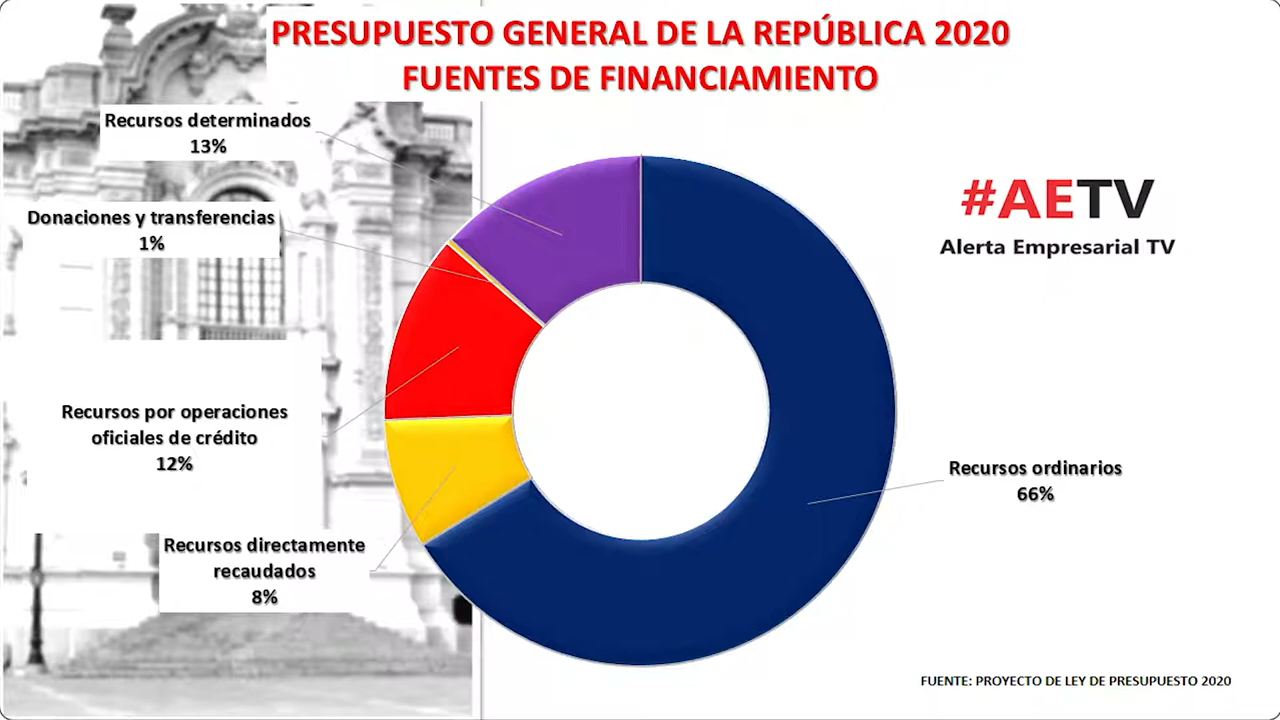 PRESUPUESTO GENERAL DE LA REPÚBLICA 2020
FUENTES DE FINANCIAMIENTO
Recursos determinados
13%
Donaciones y transferencias
1%
Recursos por operaciones
oficiales de crédito
12%
Recursos directamente
recaudados
8%
#AETV
Alerta Empresarial TV
Recursos ordinarios
66%
FUENTE: PROYECTO DE LEY DE PRESUPUESTO 2020